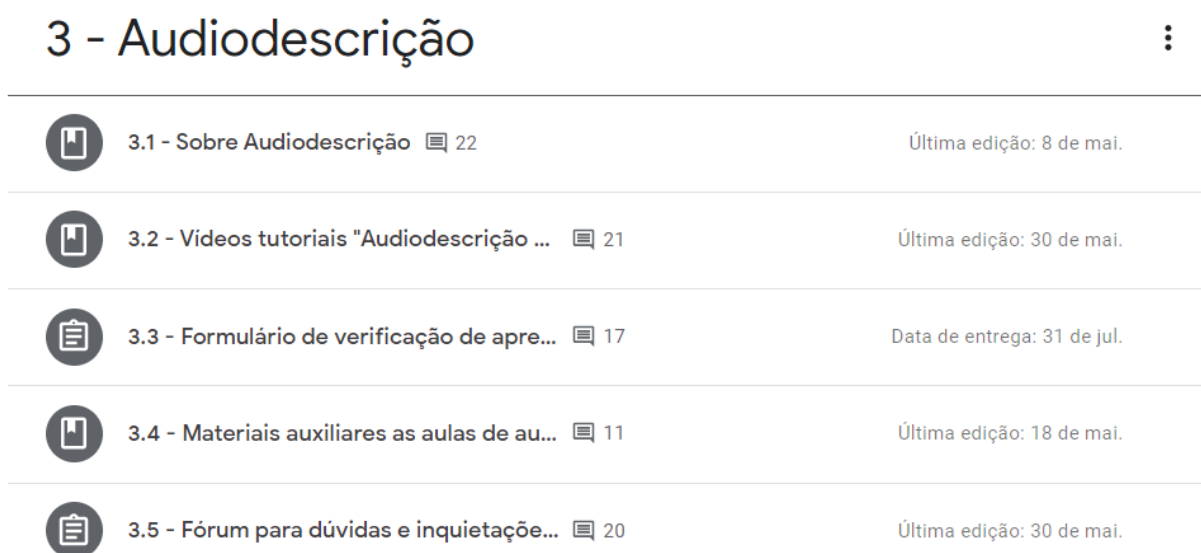 3 - Audiodescrição
3.1 - Sobre Audiodescrição 22 Última edição: 8 de mai.
3.2 - Vídeos tutoriais "Audiodescrição ... 21 Última edição: 30 de mai.
3.3 - Formulário de verificação de apre... 17 Data de entrega: 31 de jul.
3.4 - Materiais auxiliares as aulas de au... 11 Última edição: 18 de mai.
3.5 - Fórum para dúvidas e inquietaçõe... 20 Última edição: 30 de mai.